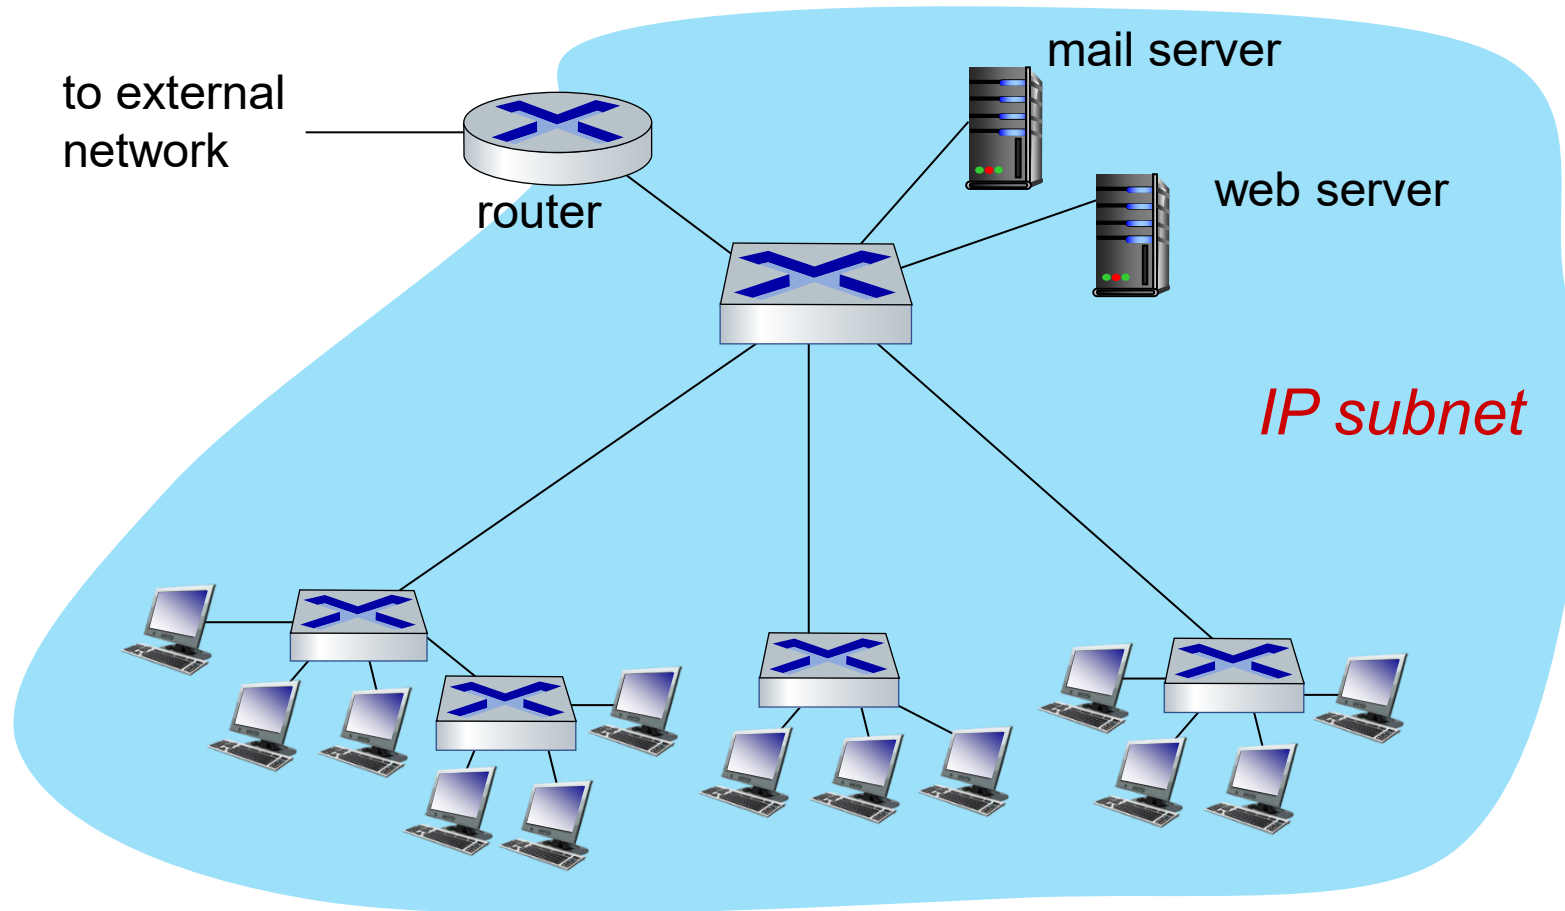 mail server
to external
network
web server
router
IP subnet